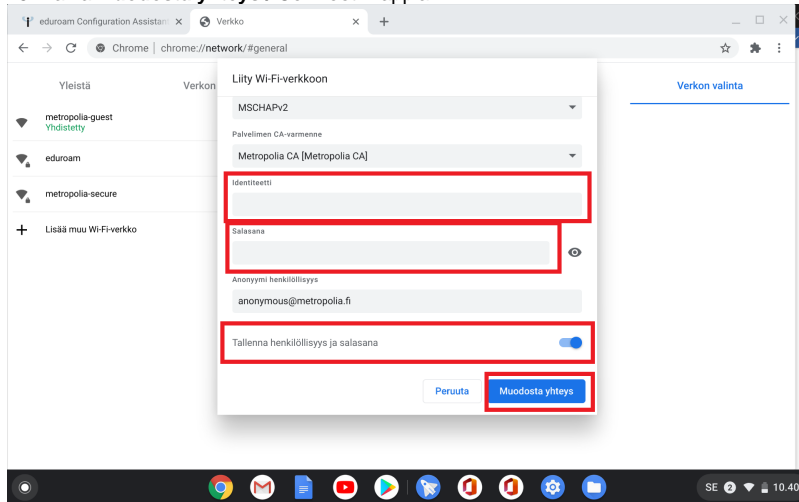 eduroam Configuration Assistant
Verkko
Chrome | chrome://network/#general
Yleistä
Verkon
Verkon valinta
metropolia-guest
Yhdistetty
eduroam
metropolia-secure
Lisää muu Wi-Fi-verkko
Liity Wi-Fi-verkkoon
MSCHAPv2
Palvelimen CA-varmenne
Metropolia CA [Metropolia CA]
Identiteetti
Salasana
Anonyymi henkilöllisyys
anonymous@metropolia.fi
Tallenna henkilöllisyys ja salasana
Peruuta
Muodosta yhteys
SE 2 10.40